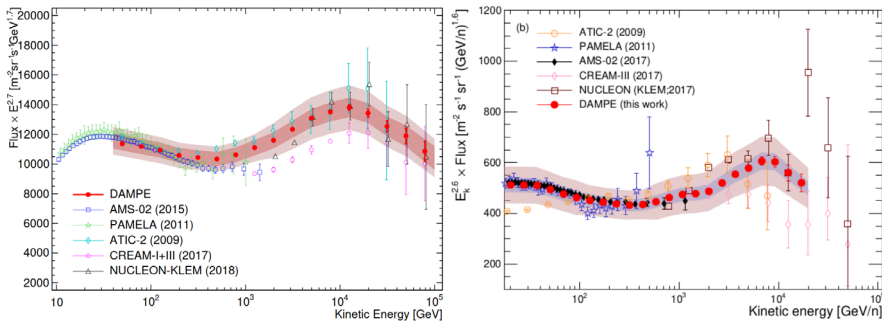 Flux × E^2.7 [m^-2 sr^-1 s^-1 GeV^1.7]
20000
18000
16000
14000
12000
10000
8000
6000
4000
2000
DAMPE
AMS-02 (2015)
PAMELA (2011)
ATIC-2 (2009)
CREAM-I+III (2017)
NUCLEON-KLEM (2018)
10
10^2
10^3
10^4
10^5
Kinetic Energy [GeV]
E_k^2.6 × Flux [m^-2 s^-1 sr^-1 (GeV/n)^1.6]
1200
1000
800
600
400
200
(b)
ATIC-2 (2009)
PAMELA (2011)
AMS-02 (2017)
CREAM-III (2017)
NUCLEON (KLEM;2017)
DAMPE (this work)
10^2
10^3
10^4
10^5
Kinetic energy [GeV/n]